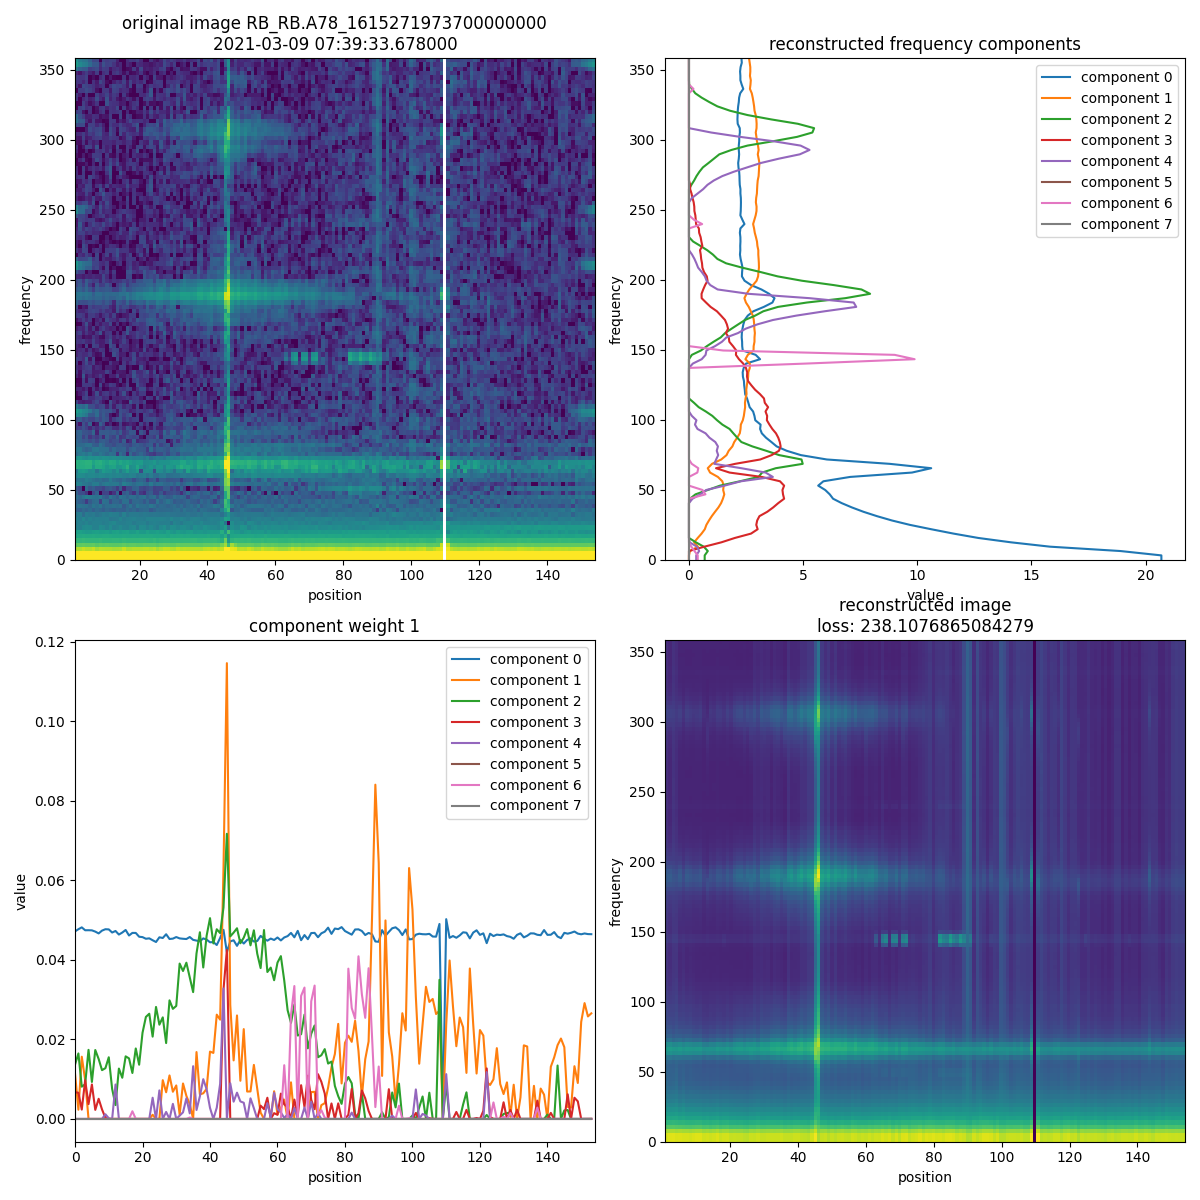 original image RB_RB.A78_1615271973700000000
2021-03-09 07:39:33.678000
350
300
250
200
150
100
50
0
frequency
20 40 60 80 100 120 140
position
reconstructed frequency components
350
300
250
200
150
100
50
0
frequency
component 0
component 1
component 2
component 3
component 4
component 5
component 6
component 7
0 5 10 15 20
value
component weight 1
0.12
0.10
0.08
0.06
0.04
0.02
0.00
value
component 0
component 1
component 2
component 3
component 4
component 5
component 6
component 7
0 20 40 60 80 100 120 140
position
reconstructed image
loss: 238.1076865084279
350
300
250
200
150
100
50
0
frequency
20 40 60 80 100 120 140
position